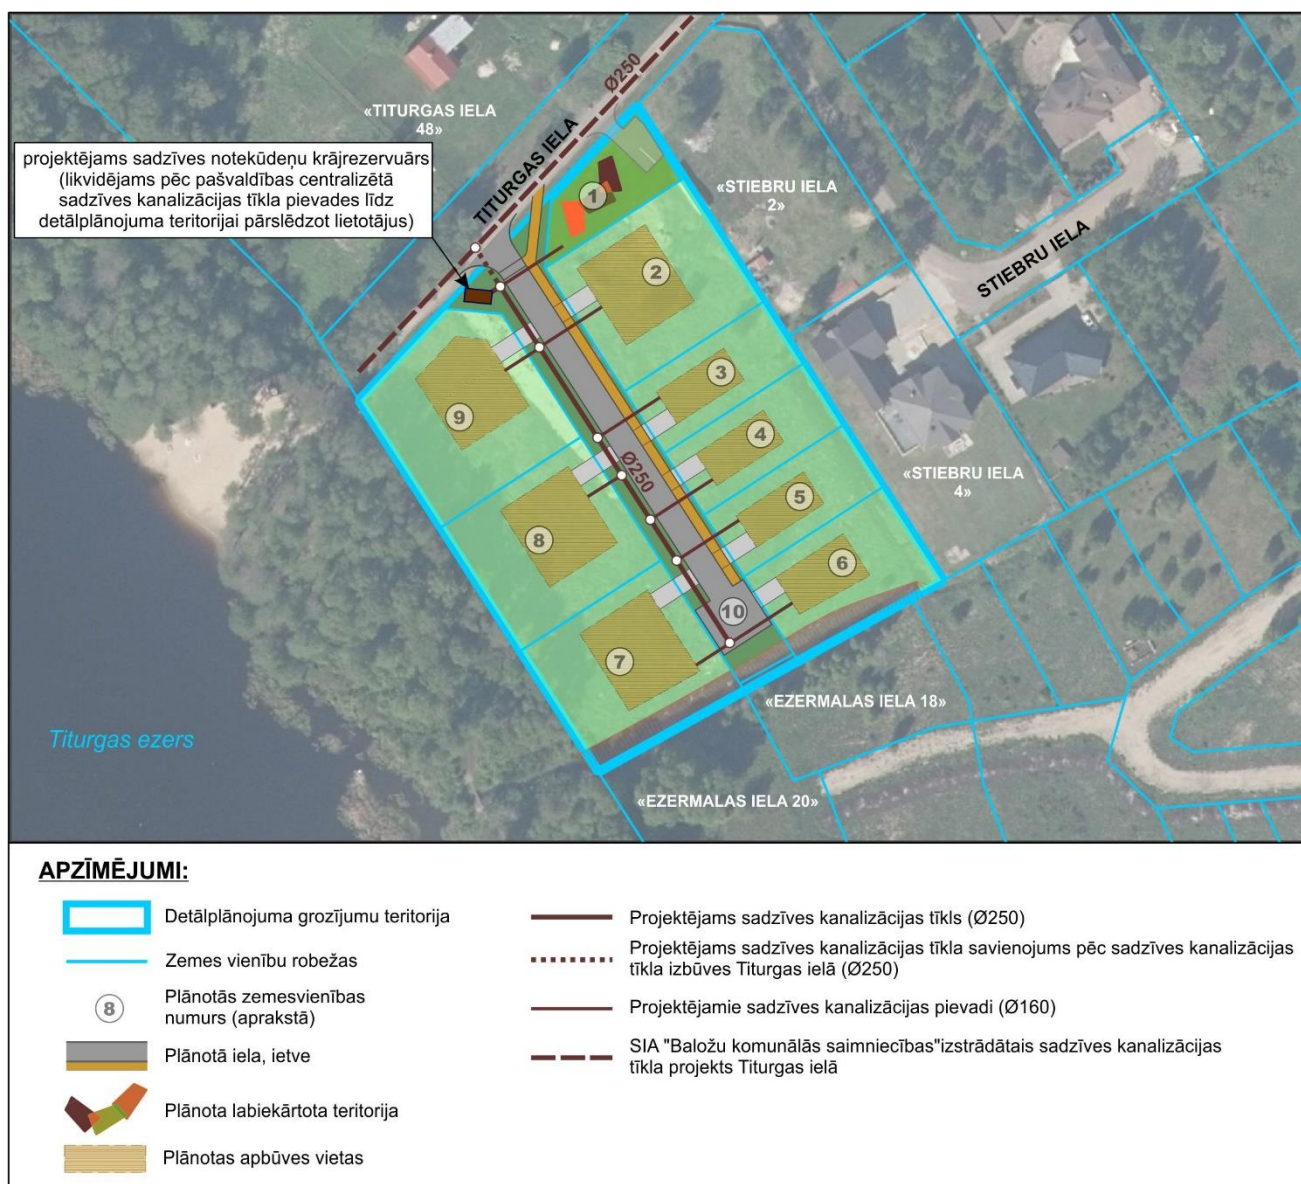 Ø250
«TITURGAS IELA
48»
TITURGAS IELA
projektējams sadzīves notekūdeņu krājrezervuārs
(likvidējams pēc pašvaldības centralizētā
sadzīves kanalizācijas tīkla pievades līdz
detālplānojuma teritorijai pārslēdzot lietotājus)
«STIEBRU IELA
2»
STIEBRU IELA
1
2
3
9
4
«STIEBRU IELA
4»
Ø250
5
8
6
10
7
«EZERMALAS IELA 18»
Titurgas ezers
«EZERMALAS IELA 20»
APZĪMĒJUMI:
Detālplānojuma grozījumu teritorija
Zemes vienību robežas
8
Plānotās zemesvienības
numurs (aprakstā)
Plānotā iela, ietve
Plānota labiekārtota teritorija
Plānotas apbūves vietas
Projektējams sadzīves kanalizācijas tīkls (Ø250)
Projektējams sadzīves kanalizācijas tīkla savienojums pēc sadzīves kanalizācijas
tīkla izbūves Titurgas ielā (Ø250)
Projektējamie sadzīves kanalizācijas pievadi (Ø160)
SIA "Baložu komunālās saimniecības"izstrādātais sadzīves kanalizācijas
tīkla projekts Titurgas ielā